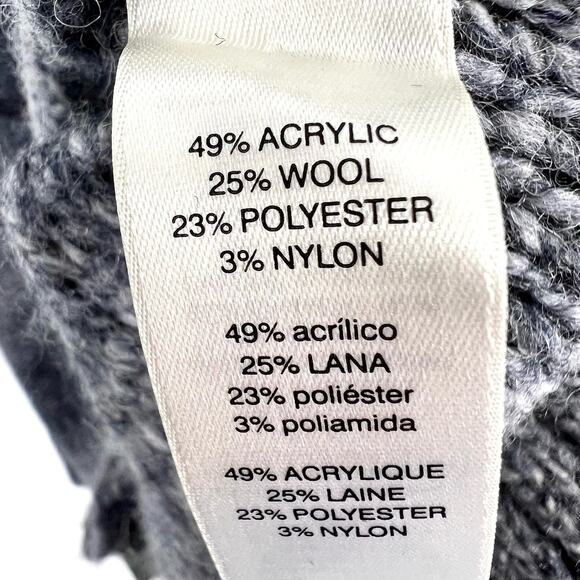 49% ACRYLIC
25% WOOL
23% POLYESTER
3% NYLON
49% acrílico
25% LANA
23% poliéster
3% poliamida
49% ACRYLIQUE
25% LAINE
23% POLYESTER
3% NYLON